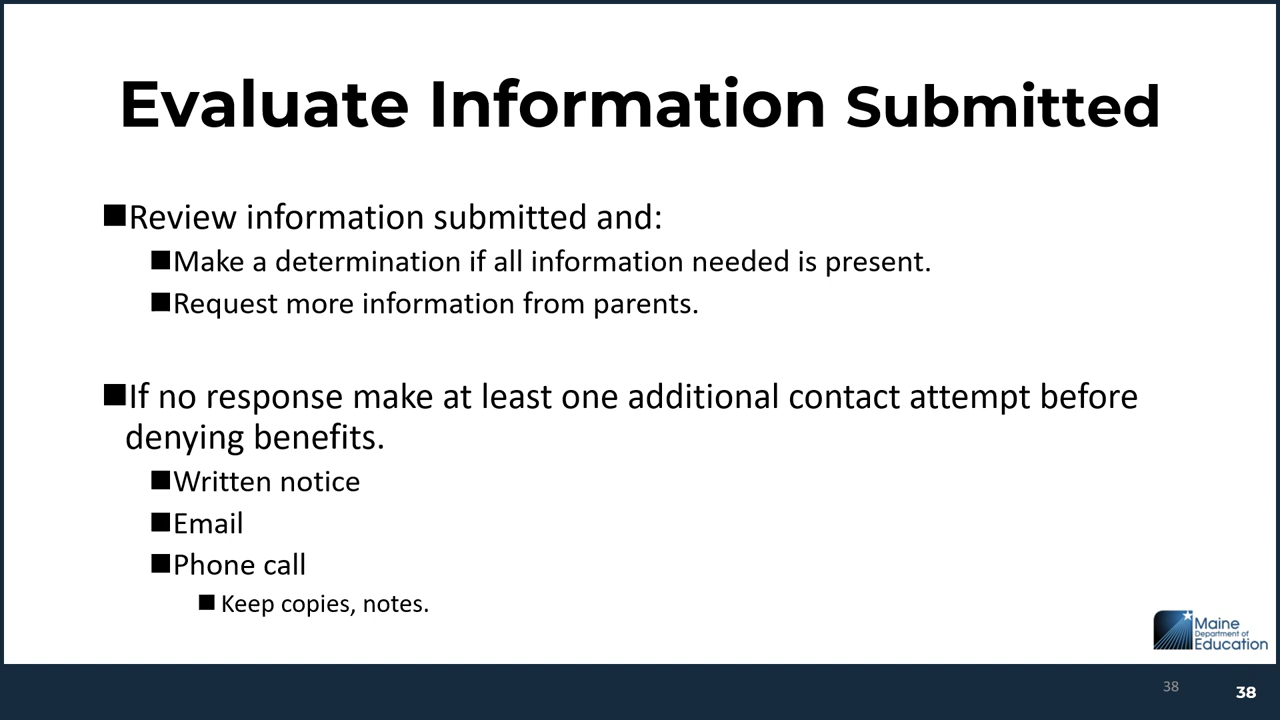 Evaluate Information Submitted
■Review information submitted and:
■Make a determination if all information needed is present.
■Request more information from parents.
■If no response make at least one additional contact attempt before
denying benefits.
■Written notice
■Email
■Phone call
■ Keep copies, notes.
Maine
Department of
Education
38
38